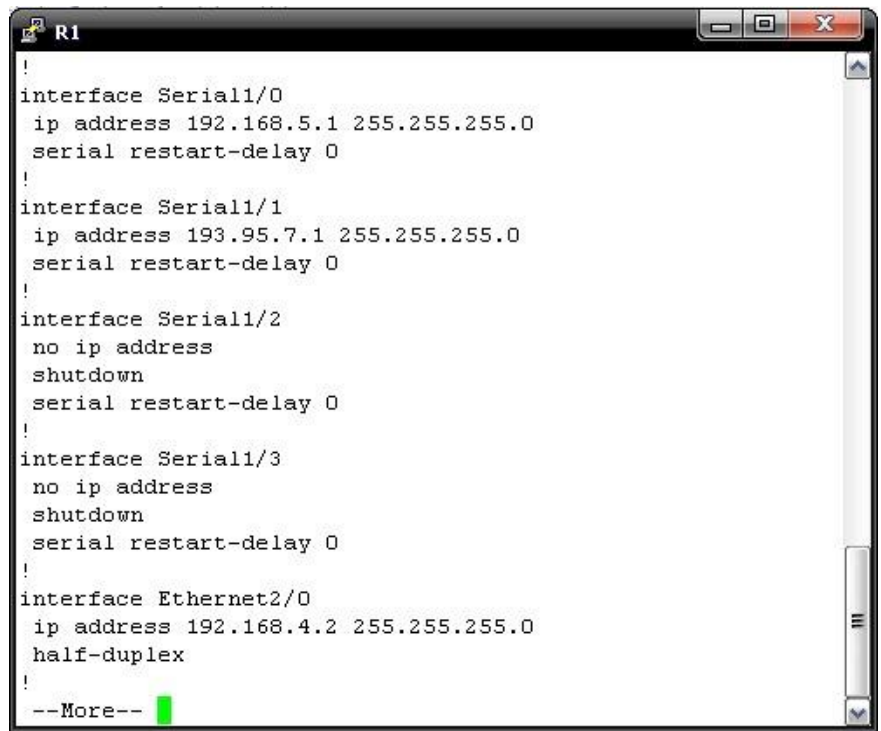 R1
!
interface Serial1/0
ip address 192.168.5.1 255.255.255.0
serial restart-delay 0
!
interface Serial1/1
ip address 193.95.7.1 255.255.255.0
serial restart-delay 0
!
interface Serial1/2
no ip address
shutdown
serial restart-delay 0
!
interface Serial1/3
no ip address
shutdown
serial restart-delay 0
!
interface Ethernet2/0
ip address 192.168.4.2 255.255.255.0
half-duplex
!
--More--